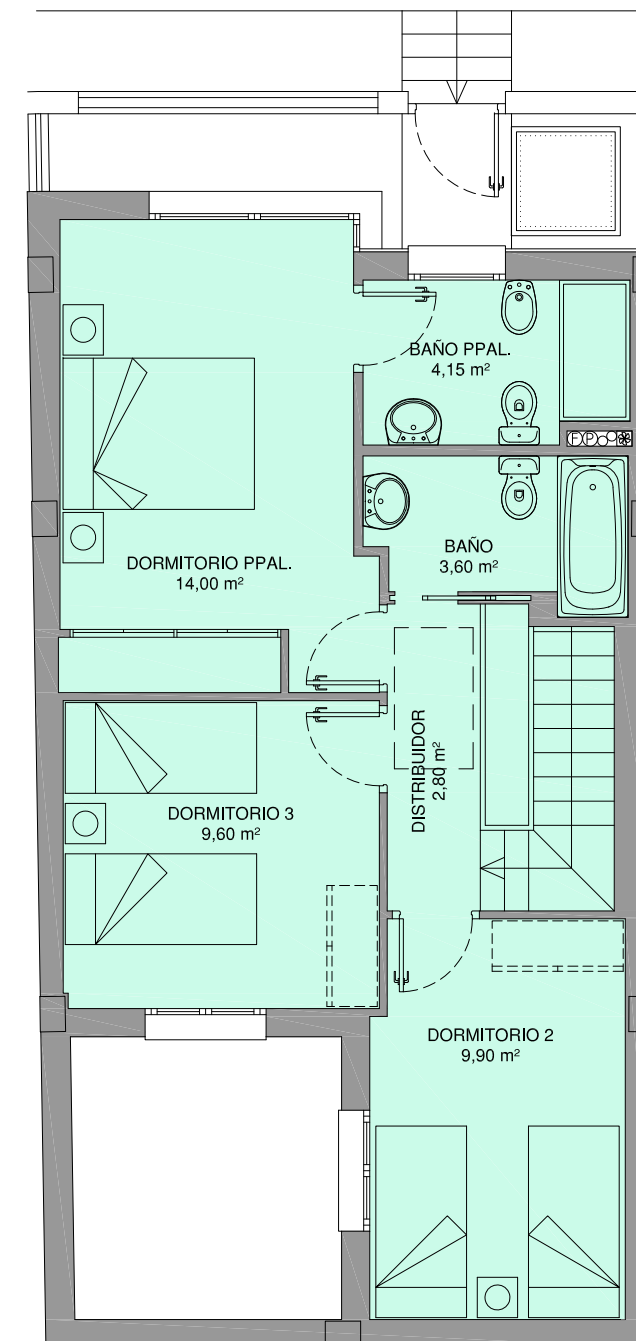 BAÑO PPAL.
4,15 m²
FP
BAÑO
3,60 m²
DORMITORIO PPAL.
14,00 m²
DISTRIBUIDOR
2,80 m²
DORMITORIO 3
9,60 m²
DORMITORIO 2
9,90 m²